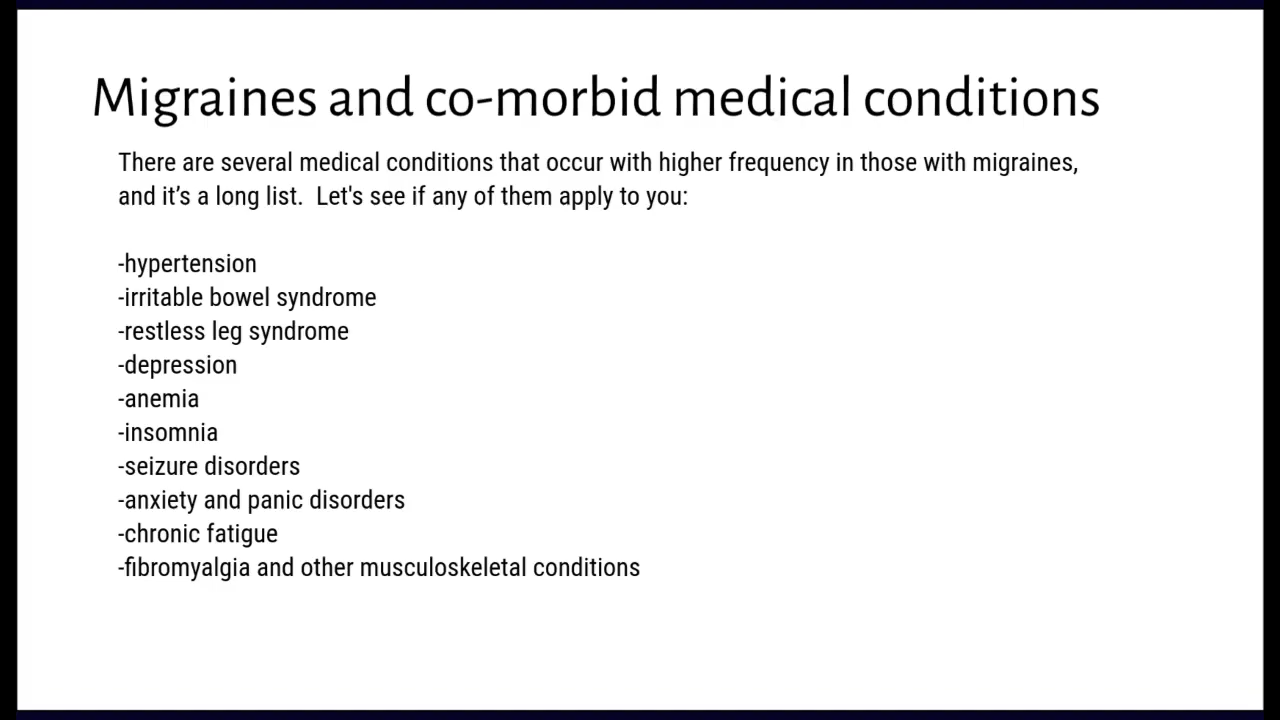 Migraines and co-morbid medical conditions
There are several medical conditions that occur with higher frequency in those with migraines,
and it’s a long list.  Let's see if any of them apply to you:
-hypertension
-irritable bowel syndrome
-restless leg syndrome
-depression
-anemia
-insomnia
-seizure disorders
-anxiety and panic disorders
-chronic fatigue
-fibromyalgia and other musculoskeletal conditions